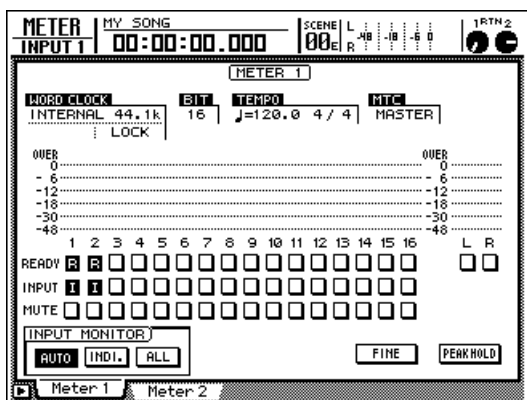 METER
INPUT 1
MY SONG
00:00:00.000
SCENE
00E
L
R
-48 -18 -6 0
1 RTN 2
METER 1
WORD CLOCK
INTERNAL 44.1k
LOCK
BIT
16
TEMPO
♩=120.0 4/4
MTC
MASTER
OVER OVER
0 0
- 6 - 6
-12 -12
-18 -18
-30 -30
-48 -48
1 2 3 4 5 6 7 8 9 10 11 12 13 14 15 16 L R
READY R R
INPUT I I
MUTE
INPUT MONITOR
AUTO INDI. ALL FINE PEAKHOLD
Meter 1 Meter 2